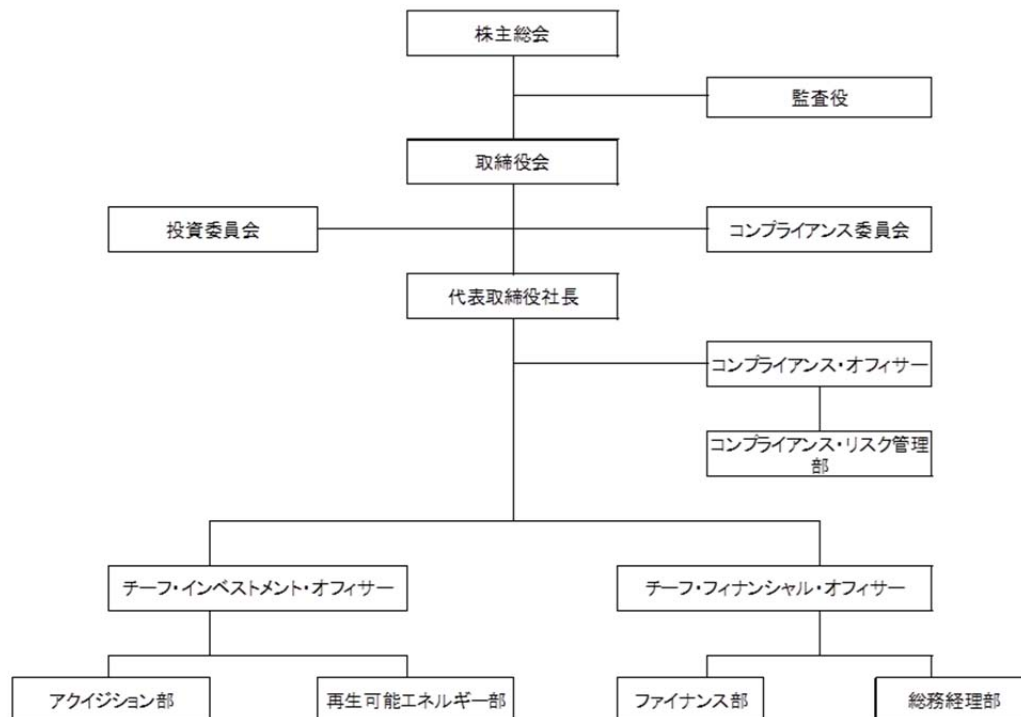 株主総会
監査役
取締役会
投資委員会
コンプライアンス委員会
代表取締役社長
コンプライアンス・オフィサー
コンプライアンス・リスク管理
部
チーフ・インベストメント・オフィサー
チーフ・フィナンシャル・オフィサー
アクイジション部
再生可能エネルギー部
ファイナンス部
総務経理部